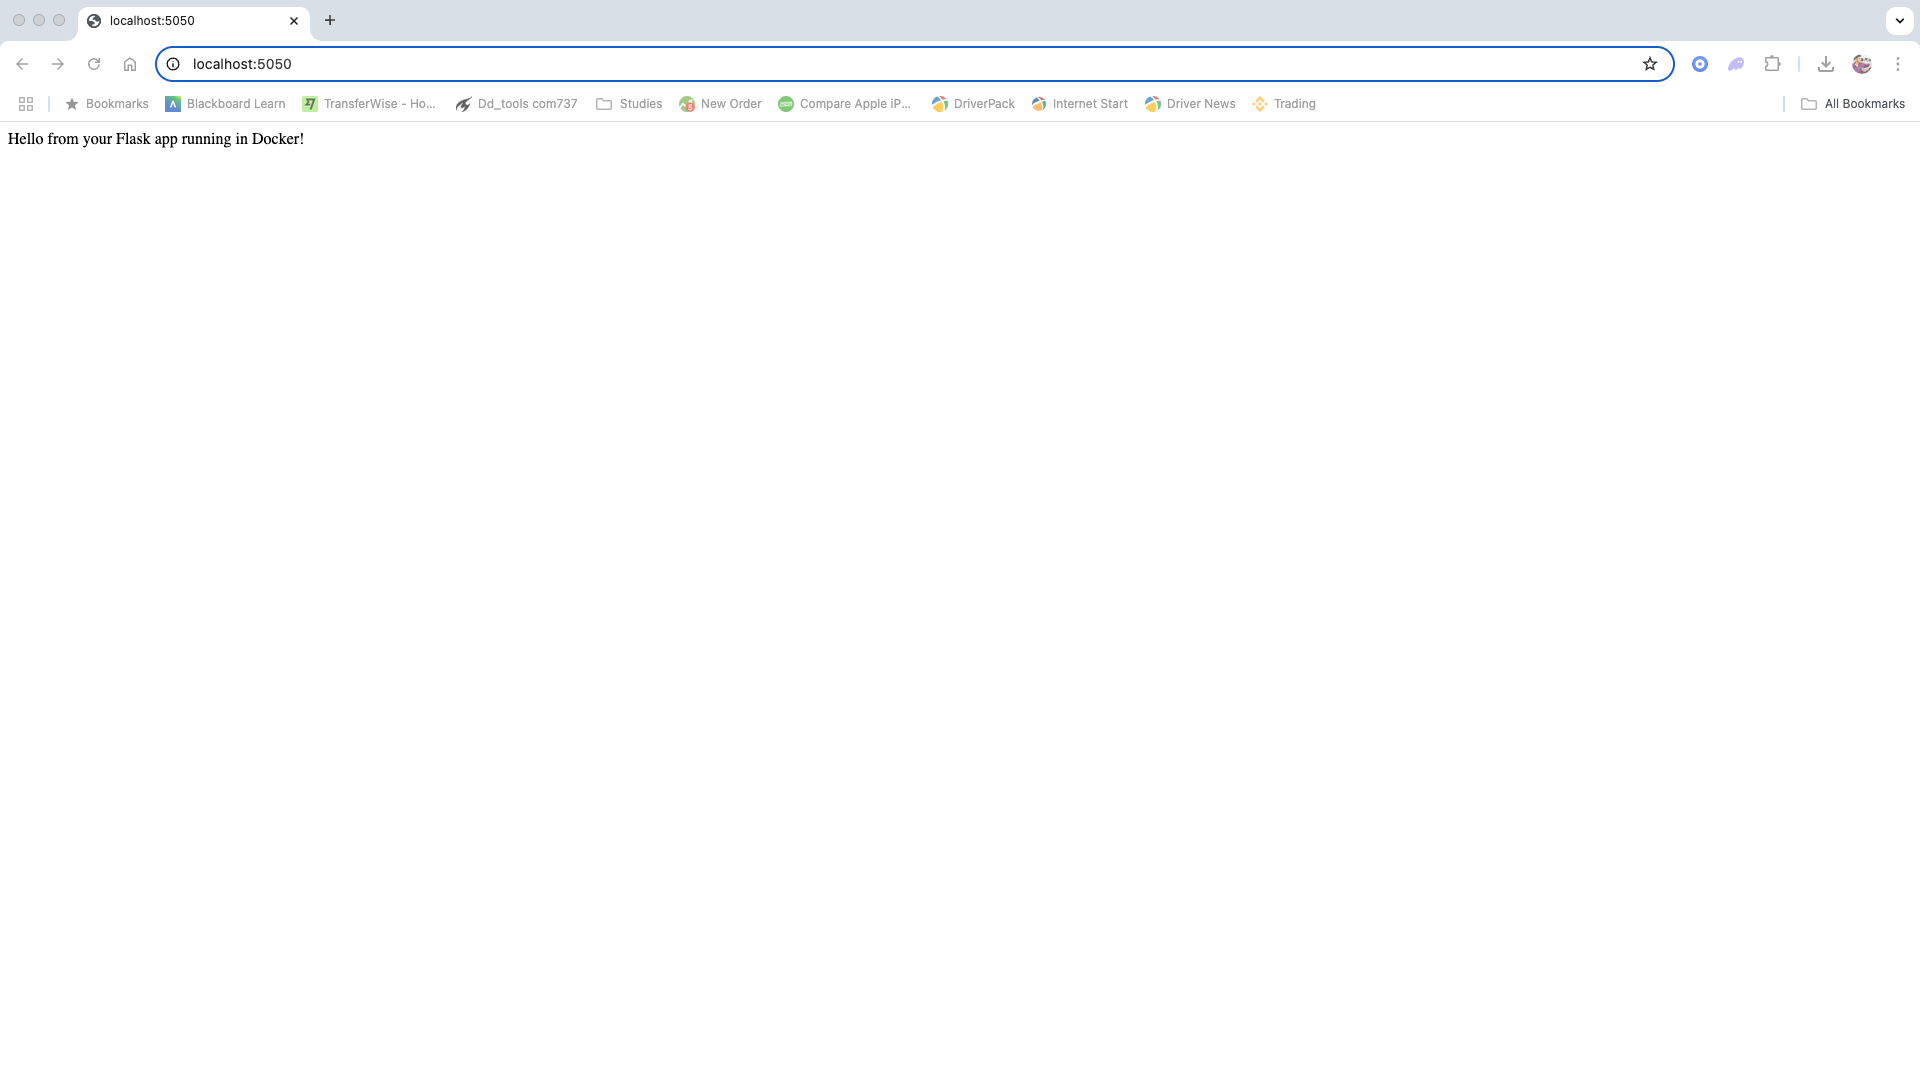 localhost:5050
localhost:5050
Bookmarks Blackboard Learn TransferWise - Ho... Dd_tools com737 Studies New Order Compare Apple iP... DriverPack Internet Start Driver News Trading All Bookmarks
Hello from your Flask app running in Docker!